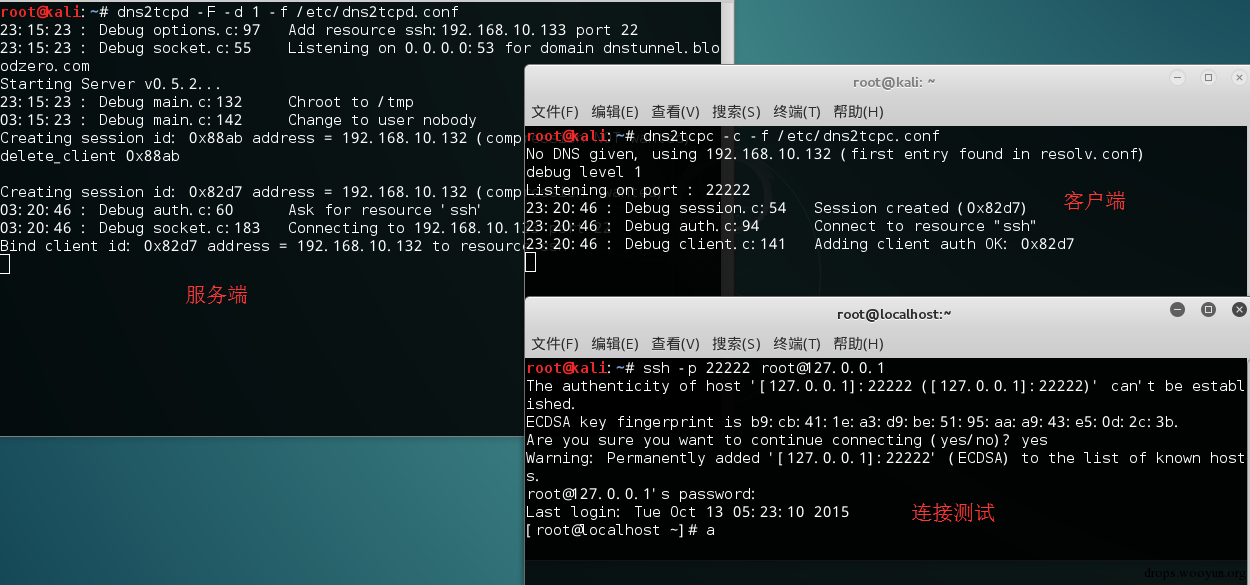 root@kali:~# dns2tcpd -F -d 1 -f /etc/dns2tcpd.conf
23:15:23 : Debug options.c:97 Add resource ssh:192.168.10.133 port 22
23:15:23 : Debug socket.c:55 Listening on 0.0.0.0:53 for domain dnstunnel.blo
odzero.com
Starting Server v0.5.2...
23:15:23 : Debug main.c:132 Chroot to /tmp
03:15:23 : Debug main.c:142 Change to user nobody
Creating session id: 0x88ab address = 192.168.10.132 (comp
delete_client 0x88ab
Creating session id: 0x82d7 address = 192.168.10.132 (comp
03:20:46 : Debug auth.c:60 Ask for resource 'ssh'
03:20:46 : Debug socket.c:183 Connecting to 192.168.10.13
Bind client id: 0x82d7 address = 192.168.10.132 to resourc
服务端
root@kali: ~
文件(F) 编辑(E) 查看(V) 搜索(S) 终端(T) 帮助(H)
root@kali:~# dns2tcpc -c -f /etc/dns2tcpc.conf
No DNS given, using 192.168.10.132 (first entry found in resolv.conf)
debug level 1
Listening on port : 22222
23:20:46 : Debug session.c:54 Session created (0x82d7)
23:20:46 : Debug auth.c:94 Connect to resource "ssh"
23:20:46 : Debug client.c:141 Adding client auth OK: 0x82d7
客户端
root@localhost:~
文件(F) 编辑(E) 查看(V) 搜索(S) 终端(T) 帮助(H)
root@kali:~# ssh -p 22222 root@127.0.0.1
The authenticity of host '[127.0.0.1]:22222 ([127.0.0.1]:22222)' can't be establ
ished.
ECDSA key fingerprint is b9:cb:41:1e:a3:d9:be:51:95:aa:a9:43:e5:0d:2c:3b.
Are you sure you want to continue connecting (yes/no)? yes
Warning: Permanently added '[127.0.0.1]:22222' (ECDSA) to the list of known host
s.
root@127.0.0.1's password:
Last login: Tue Oct 13 05:23:10 2015
[root@localhost ~]# a
连接测试
drops.wooyun.org